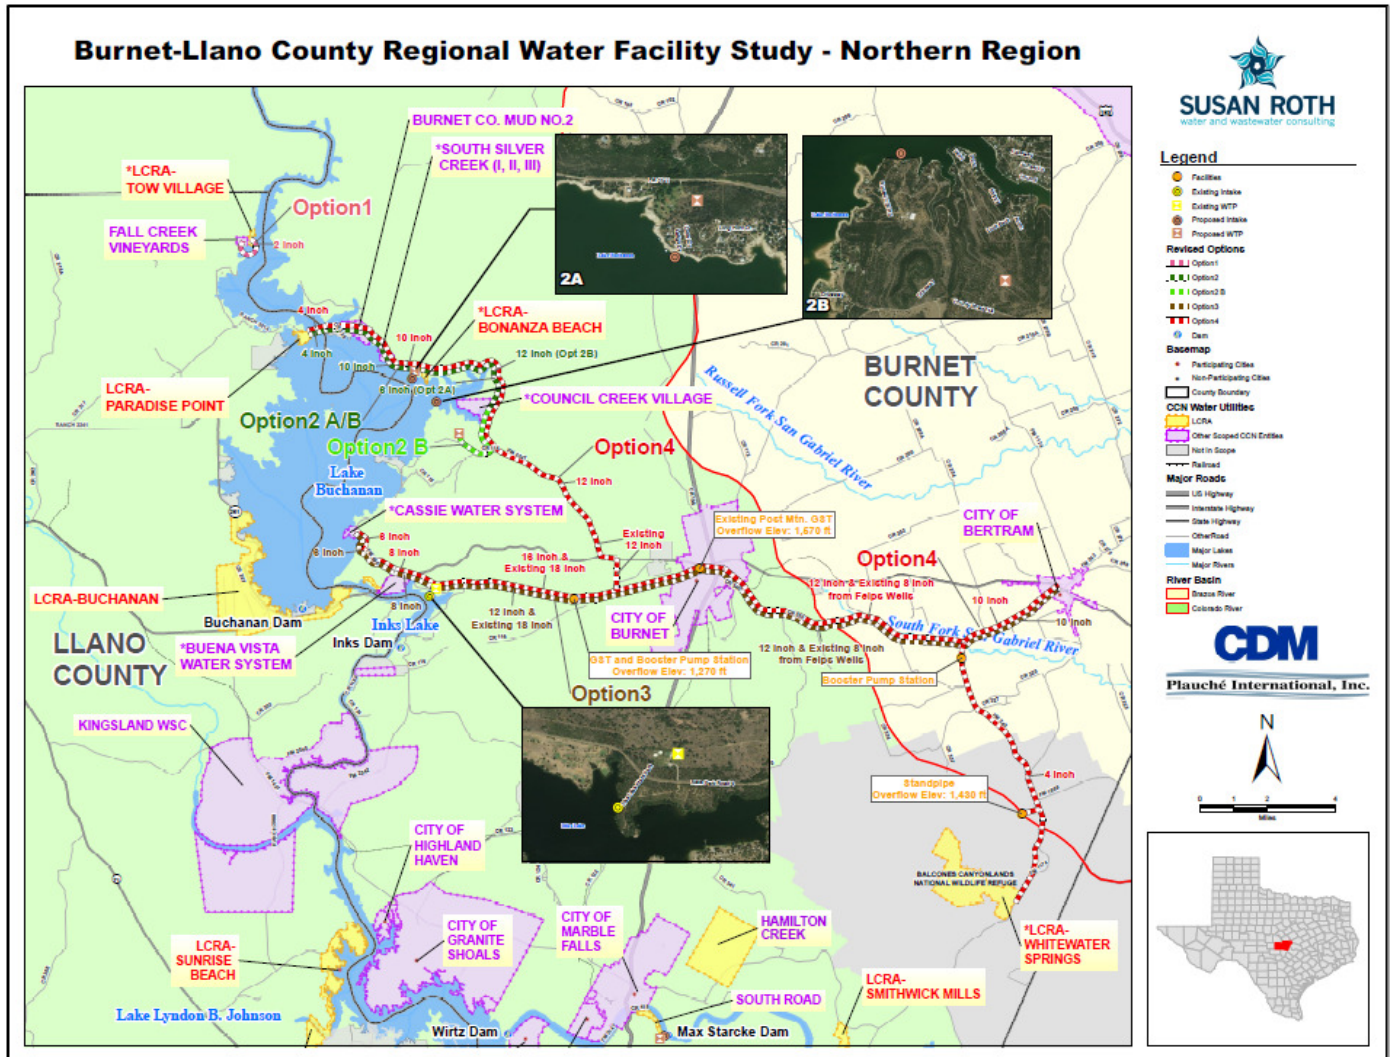 Burnet-Llano County Regional Water Facility Study - Northern Region
BURNET CO. MUD NO.2
*SOUTH SILVER
CREEK (I, II, III)
*LCRA-
TOW VILLAGE
Option1
FALL CREEK
VINEYARDS
2 Inch
4 Inch
10 Inch
*LCRA-
BONANZA BEACH
12 Inch (Opt 2B)
4 Inch
10 Inch
8 Inch (Opt 2A)
LCRA-
PARADISE POINT
*COUNCIL CREEK VILLAGE
Option2 A/B
Option2 B
Option4
2A
2B
BURNET
COUNTY
Russell Fork San Gabriel River
Lake
Buchanan
12 Inch
*CASSIE WATER SYSTEM
6 Inch
8 Inch
6 Inch
16 Inch &
Existing 18 Inch
Existing
12 Inch
Existing Post Mtn. GST
Overflow Elev: 1,570 ft
CITY OF
BERTRAM
Option4
12 Inch & Existing 8 Inch
from Felps Wells
10 Inch
10 Inch
LCRA-BUCHANAN
8 Inch
Buchanan Dam
Inks Lake
Inks Dam
12 Inch &
Existing 18 Inch
CITY OF
BURNET
South Fork San Gabriel River
12 Inch & Existing 8 Inch
from Felps Wells
LLANO
COUNTY
*BUENA VISTA
WATER SYSTEM
GST and Booster Pump Station
Overflow Elev: 1,270 ft
Booster Pump Station
Option3
KINGSLAND WSC
4 Inch
Standpipe
Overflow Elev: 1,430 ft
CITY OF
HIGHLAND
HAVEN
BALCONES CANYONLANDS
NATIONAL WILDLIFE REFUGE
CITY OF
GRANITE
SHOALS
CITY OF
MARBLE
FALLS
HAMILTON
CREEK
*LCRA-
WHITEWATER
SPRINGS
LCRA-
SUNRISE
BEACH
LCRA-
SMITHWICK MILLS
SOUTH ROAD
Lake Lyndon B. Johnson
Wirtz Dam
Max Starcke Dam
SUSAN ROTH
water and wastewater consulting
Legend
Facilities
Existing Intake
Existing WTP
Proposed Intake
Proposed WTP
Revised Options
Option1
Option2
Option2 B
Option3
Option4
Dam
Basemap
Participating Cities
Non-Participating Cities
County Boundary
CCN Water Utilities
LCRA
Other Scoped CCN Entities
Not in Scope
Railroad
Major Roads
US Highway
Interstate Highway
State Highway
OtherRoad
Major Lakes
Major Rivers
River Basin
Brazos River
Colorado River
CDM
Plauché International, Inc.
N
0 1 2 4
Miles